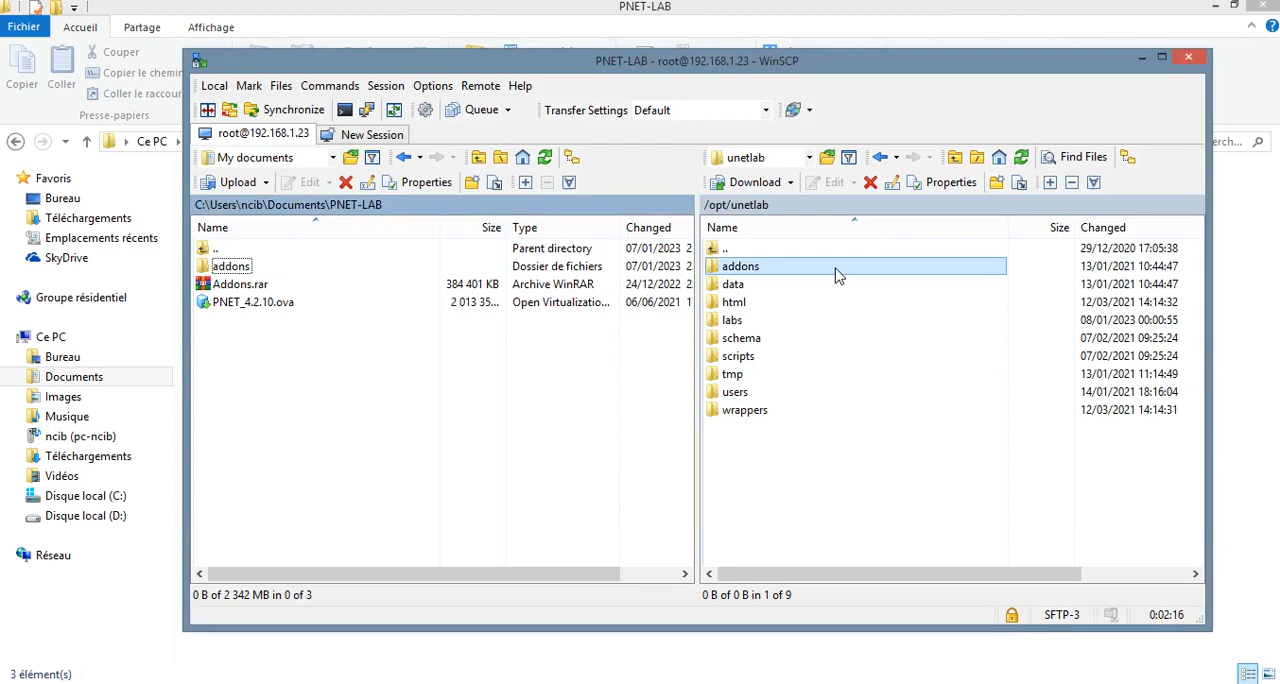 PNET-LAB
Fichier
Accueil
Partage
Affichage
Copier
Coller
Couper
Copier le chemin
Coller le raccour
Presse-papiers
Ce PC
erch...
Favoris
Bureau
Téléchargements
Emplacements récents
SkyDrive
Groupe résidentiel
Ce PC
Bureau
Documents
Images
Musique
ncib (pc-ncib)
Téléchargements
Vidéos
Disque local (C:)
Disque local (D:)
Réseau
3 élément(s)
PNET-LAB - root@192.168.1.23 - WinSCP
Local Mark Files Commands Session Options Remote Help
Synchronize Queue Transfer Settings Default
root@192.168.1.23 New Session
My documents
Upload Edit Properties
C:\Users\ncib\Documents\PNET-LAB
Name Size Type Changed
.. Parent directory 07/01/2023 2
addons Dossier de fichiers 07/01/2023 2
Addons.rar 384 401 KB Archive WinRAR 24/12/2022 2
PNET_4.2.10.ova 2 013 35... Open Virtualizatio... 06/06/2021 1
0 B of 2 342 MB in 0 of 3
unetlab Find Files
Download Edit Properties
/opt/unetlab
Name Size Changed
.. 29/12/2020 17:05:38
addons 13/01/2021 10:44:47
data 13/01/2021 10:44:47
html 12/03/2021 14:14:32
labs 08/01/2023 00:00:55
schema 07/02/2021 09:25:24
scripts 07/02/2021 09:25:24
tmp 13/01/2021 11:14:49
users 14/01/2021 18:16:04
wrappers 12/03/2021 14:14:31
0 B of 0 B in 1 of 9
SFTP-3 0:02:16